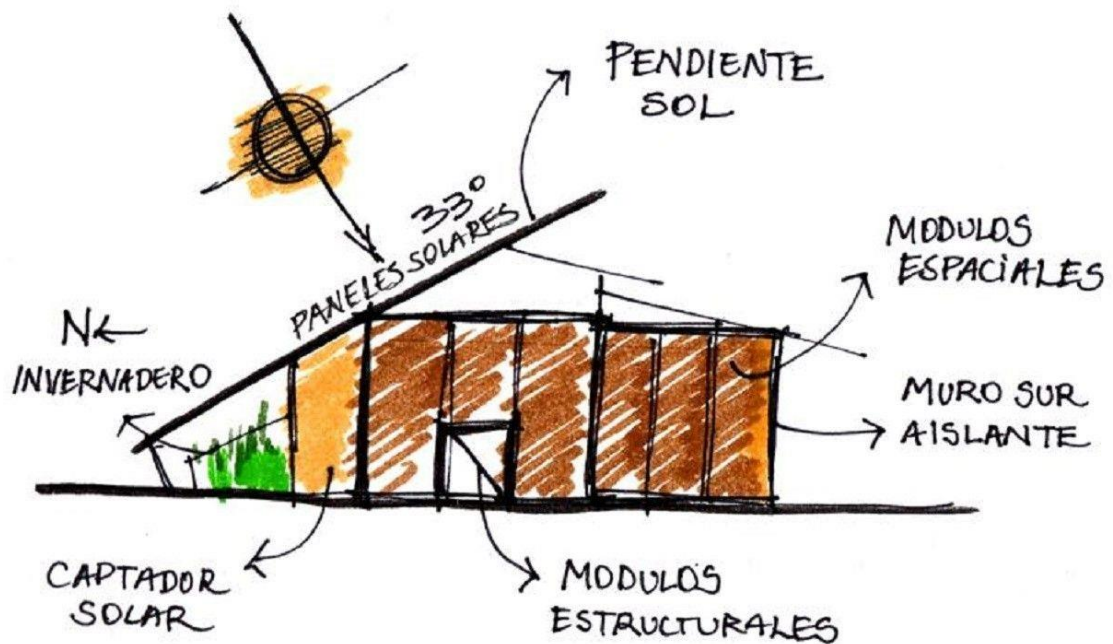 PENDIENTE
SOL
33°
PANELES SOLARES
MODULOS
ESPACIALES
N
INVERNADERO
MURO SUR
AISLANTE
CAPTADOR
SOLAR
MODULOS
ESTRUCTURALES